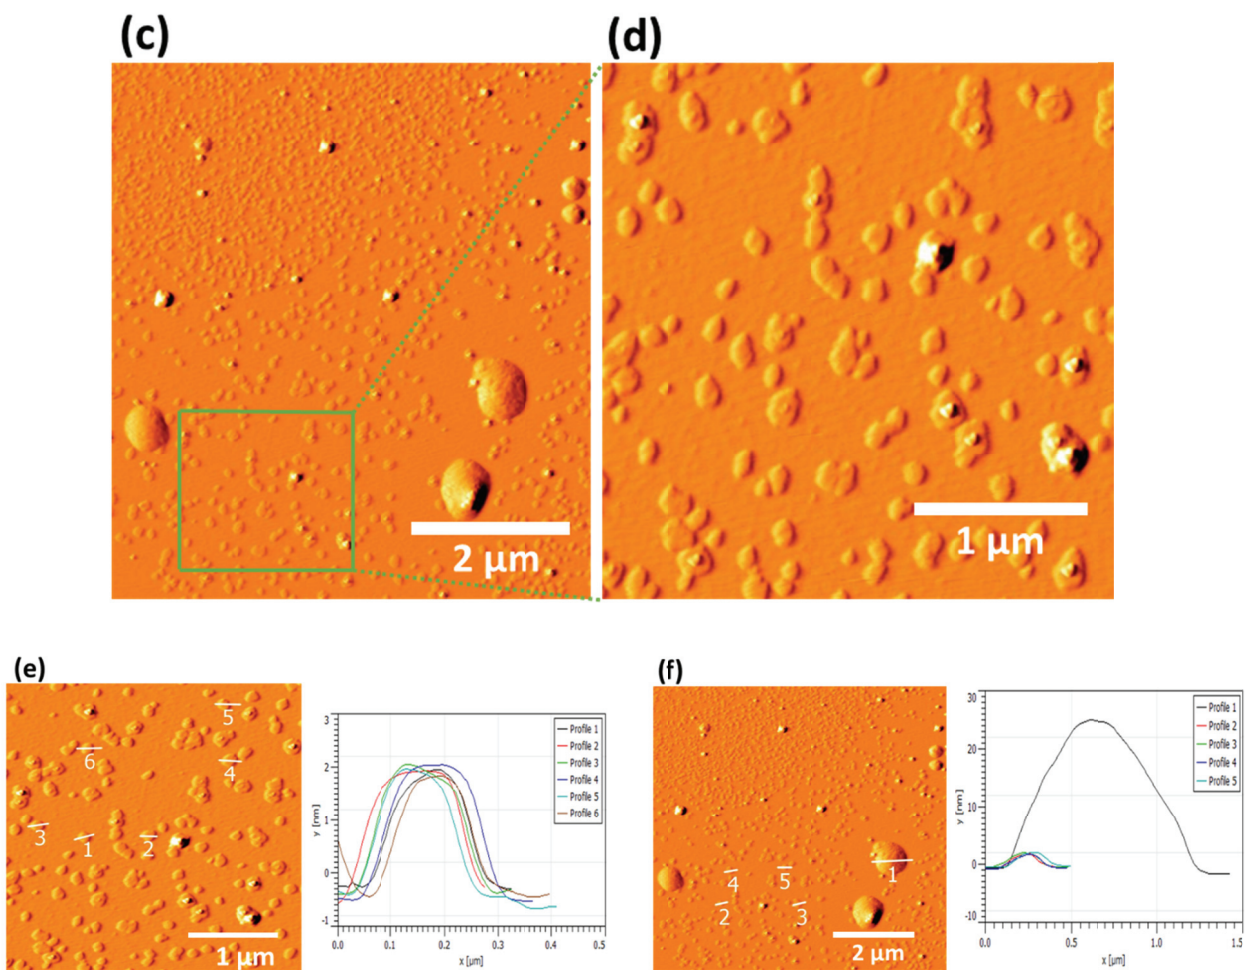 (c)
(d)
2 μm
1 μm
(e)
5
6
4
3
1
2
1 μm
3
2
1
0
-1
y [nm]
0.0
0.1
0.2
0.3
0.4
0.5
x [μm]
Profile 1
Profile 2
Profile 3
Profile 4
Profile 5
Profile 6
(f)
1
4
5
2
3
2 μm
30
20
10
0
-10
y [nm]
0.0
0.5
1.0
1.5
x [μm]
Profile 1
Profile 2
Profile 3
Profile 4
Profile 5